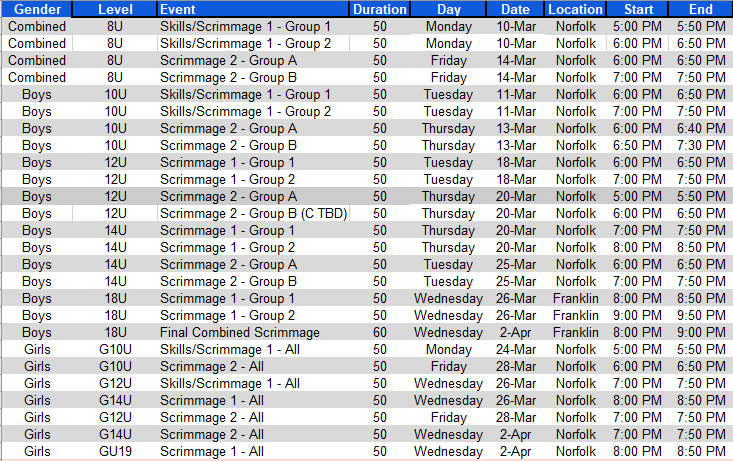 Gender Level Event Duration Day Date Location Start End
Combined 8U Skills/Scrimmage 1 - Group 1 50 Monday 10-Mar Norfolk 5:00 PM 5:50 PM
Combined 8U Skills/Scrimmage 1 - Group 2 50 Monday 10-Mar Norfolk 6:00 PM 6:50 PM
Combined 8U Scrimmage 2 - Group A 50 Friday 14-Mar Norfolk 6:00 PM 6:50 PM
Combined 8U Scrimmage 2 - Group B 50 Friday 14-Mar Norfolk 7:00 PM 7:50 PM
Boys 10U Skills/Scrimmage 1 - Group 1 50 Tuesday 11-Mar Norfolk 6:00 PM 6:50 PM
Boys 10U Skills/Scrimmage 1 - Group 2 50 Tuesday 11-Mar Norfolk 7:00 PM 7:50 PM
Boys 10U Scrimmage 2 - Group A 50 Thursday 13-Mar Norfolk 6:00 PM 6:40 PM
Boys 10U Scrimmage 2 - Group B 50 Thursday 13-Mar Norfolk 6:50 PM 7:30 PM
Boys 12U Scrimmage 1 - Group 1 50 Tuesday 18-Mar Norfolk 6:00 PM 6:50 PM
Boys 12U Scrimmage 1 - Group 2 50 Tuesday 18-Mar Norfolk 7:00 PM 7:50 PM
Boys 12U Scrimmage 2 - Group A 50 Thursday 20-Mar Norfolk 5:00 PM 5:50 PM
Boys 12U Scrimmage 2 - Group B (C TBD) 50 Thursday 20-Mar Norfolk 6:00 PM 6:50 PM
Boys 14U Scrimmage 1 - Group 1 50 Thursday 20-Mar Norfolk 7:00 PM 7:50 PM
Boys 14U Scrimmage 1 - Group 2 50 Thursday 20-Mar Norfolk 8:00 PM 8:50 PM
Boys 14U Scrimmage 2 - Group A 50 Tuesday 25-Mar Norfolk 6:00 PM 6:50 PM
Boys 14U Scrimmage 2 - Group B 50 Tuesday 25-Mar Norfolk 7:00 PM 7:50 PM
Boys 18U Scrimmage 1 - Group 1 50 Wednesday 26-Mar Franklin 8:00 PM 8:50 PM
Boys 18U Scrimmage 1 - Group 2 50 Wednesday 26-Mar Franklin 9:00 PM 9:50 PM
Boys 18U Final Combined Scrimmage 60 Wednesday 2-Apr Franklin 8:00 PM 9:00 PM
Girls G10U Skills/Scrimmage 1 - All 50 Monday 24-Mar Norfolk 5:00 PM 5:50 PM
Girls G10U Scrimmage 2 - All 50 Friday 28-Mar Norfolk 6:00 PM 6:50 PM
Girls G12U Skills/Scrimmage 1 - All 50 Wednesday 26-Mar Norfolk 7:00 PM 7:50 PM
Girls G14U Scrimmage 1 - All 50 Wednesday 26-Mar Norfolk 8:00 PM 8:50 PM
Girls G12U Scrimmage 2 - All 50 Friday 28-Mar Norfolk 7:00 PM 7:50 PM
Girls G14U Scrimmage 2 - All 50 Wednesday 2-Apr Norfolk 7:00 PM 7:50 PM
Girls GU19 Scrimmage 1 - All 50 Wednesday 2-Apr Norfolk 8:00 PM 8:50 PM